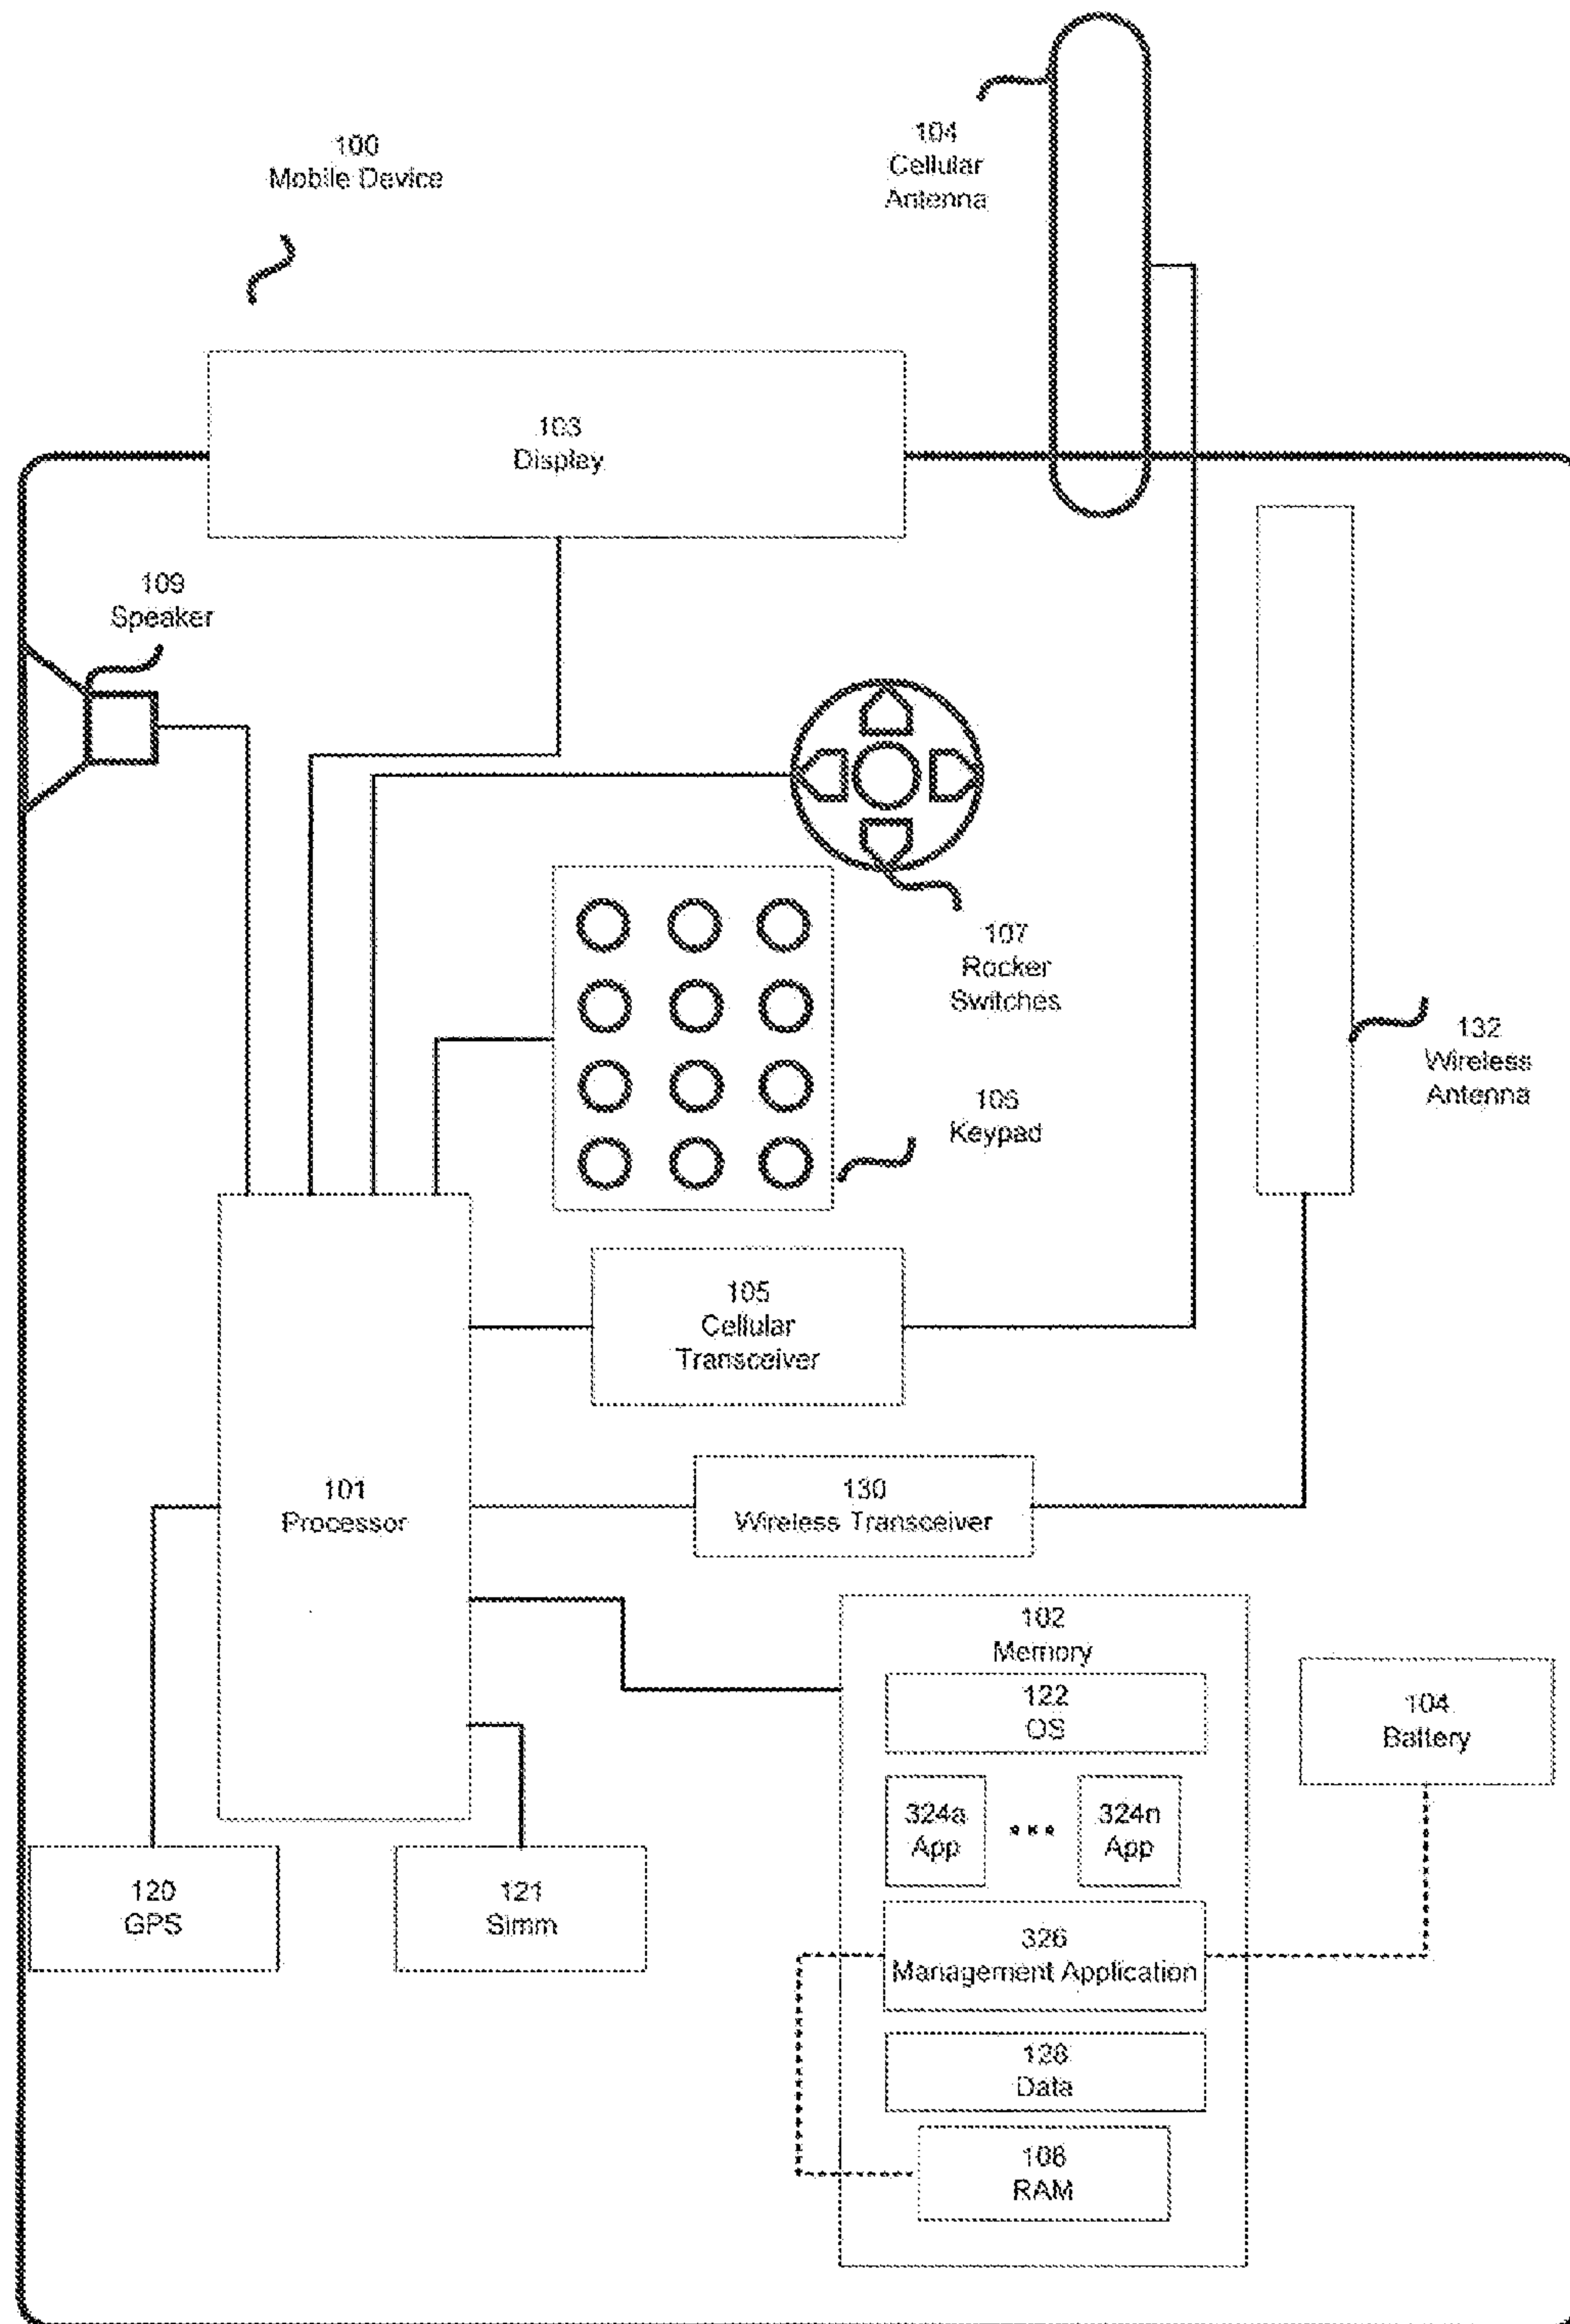 100
Mobile Device
104
Cellular
Antenna
103
Display
109
Speaker
107
Rocker
Switches
132
Wireless
Antenna
106
Keypad
105
Cellular
Transceiver
101
Processor
130
Wireless Transceiver
102
Memory
122
OS
104
Battery
324a
App
324n
App
120
GPS
121
Simm
326
Management Application
128
Data
108
RAM